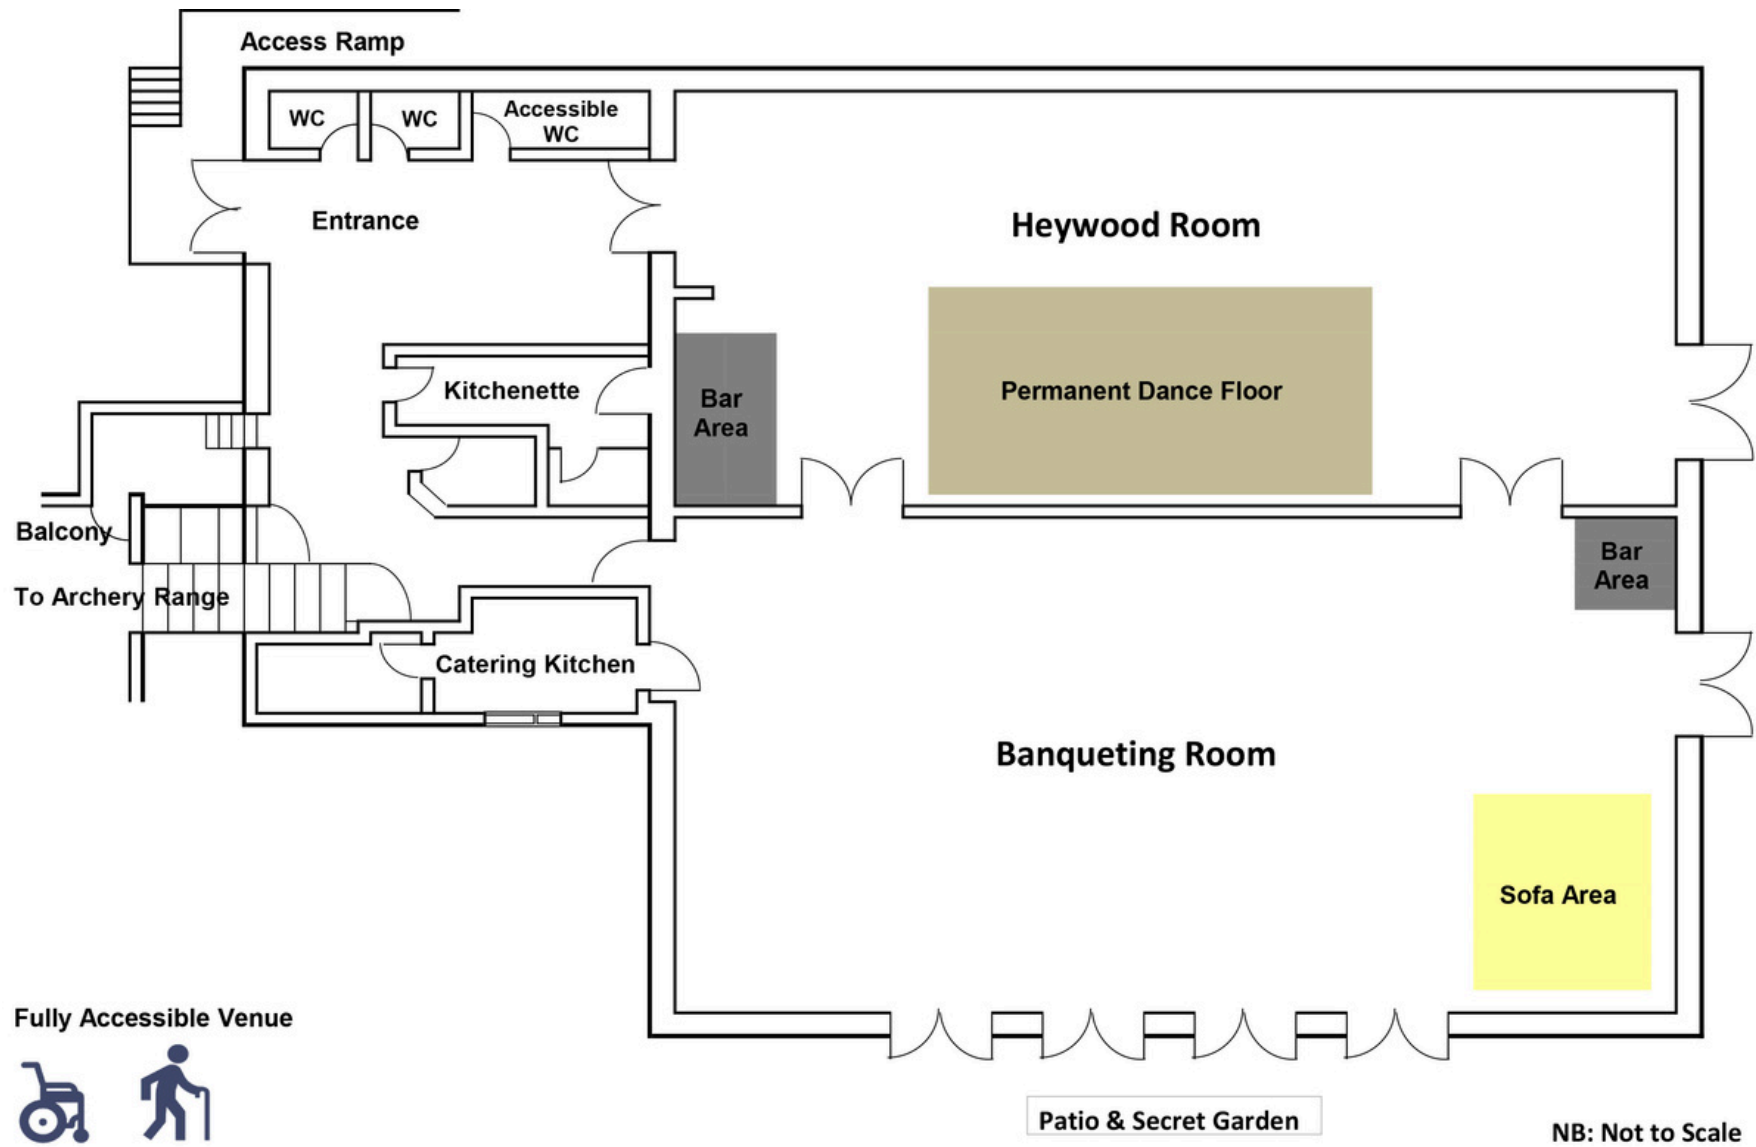 Access Ramp
WC
WC
Accessible
WC
Entrance
Heywood Room
Kitchenette
Bar
Area
Permanent Dance Floor
Balcony
To Archery Range
Bar
Area
Catering Kitchen
Banqueting Room
Sofa Area
Fully Accessible Venue
Patio & Secret Garden
NB: Not to Scale